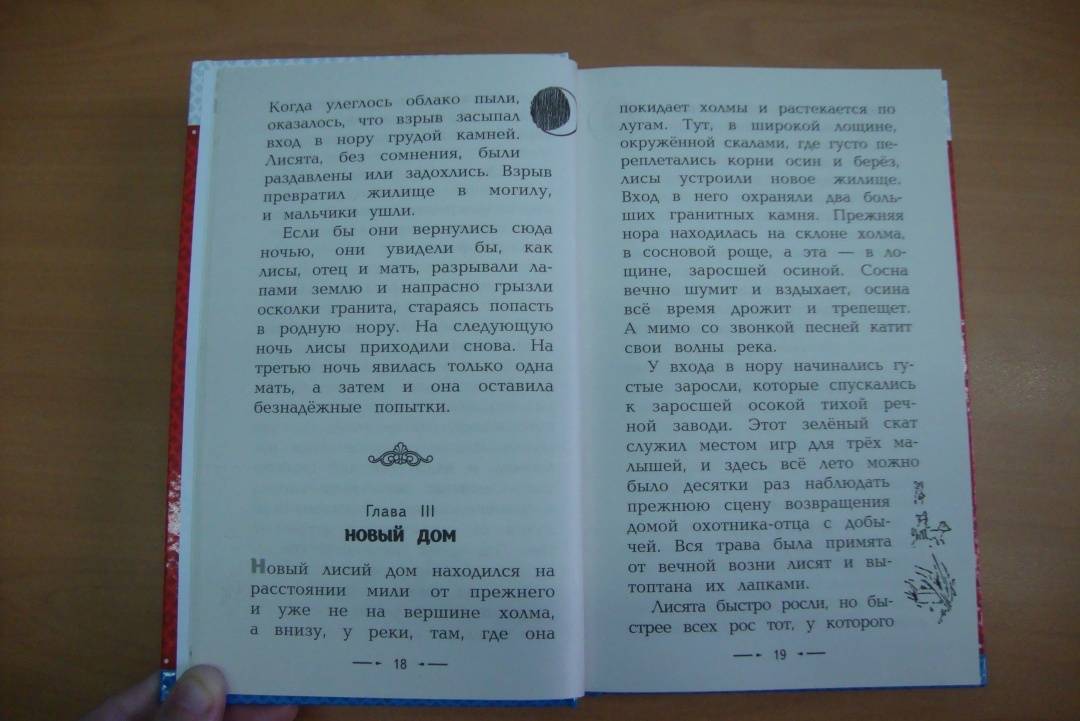 Когда улеглось облако пыли,
оказалось, что взрыв засыпал
вход в нору грудой камней.
Лисята, без сомнения, были
раздавлены или задохлись. Взрыв
превратил жилище в могилу,
и мальчики ушли.
Если бы они вернулись сюда
ночью, они увидели бы, как
лисы, отец и мать, разрывали ла-
пами землю и напрасно грызли
осколки гранита, стараясь попасть
в родную нору. На следующую
ночь лисы приходили снова. На
третью ночь явилась только одна
мать, а затем и она оставила
безнадёжные попытки.
Глава III
НОВЫЙ ДОМ
Новый лисий дом находился на
расстоянии мили от прежнего
и уже не на вершине холма,
а внизу, у реки, там, где она
18
покидает холмы и растекается по
лугам. Тут, в широкой лощине,
окружённой скалами, где густо пе-
реплетались корни осин и берёз,
лисы устроили новое жилище.
Вход в него охраняли два боль-
ших гранитных камня. Прежняя
нора находилась на склоне холма,
в сосновой роще, а эта — в ло-
щине, заросшей осиной. Сосна
вечно шумит и вздыхает, осина
всё время дрожит и трепещет.
А мимо со звонкой песней катит
свои волны река.
У входа в нору начинались гу-
стые заросли, которые спускались
к заросшей осокой тихой реч-
ной заводи. Этот зелёный скат
служил местом игр для трёх ма-
лышей, и здесь всё лето можно
было десятки раз наблюдать
прежнюю сцену возвращения
домой охотника-отца с добы-
чей. Вся трава была примята
от вечной возни лисят и вы-
топтана их лапками.
Лисята быстро росли, но бы-
стрее всех рос тот, у которого
19